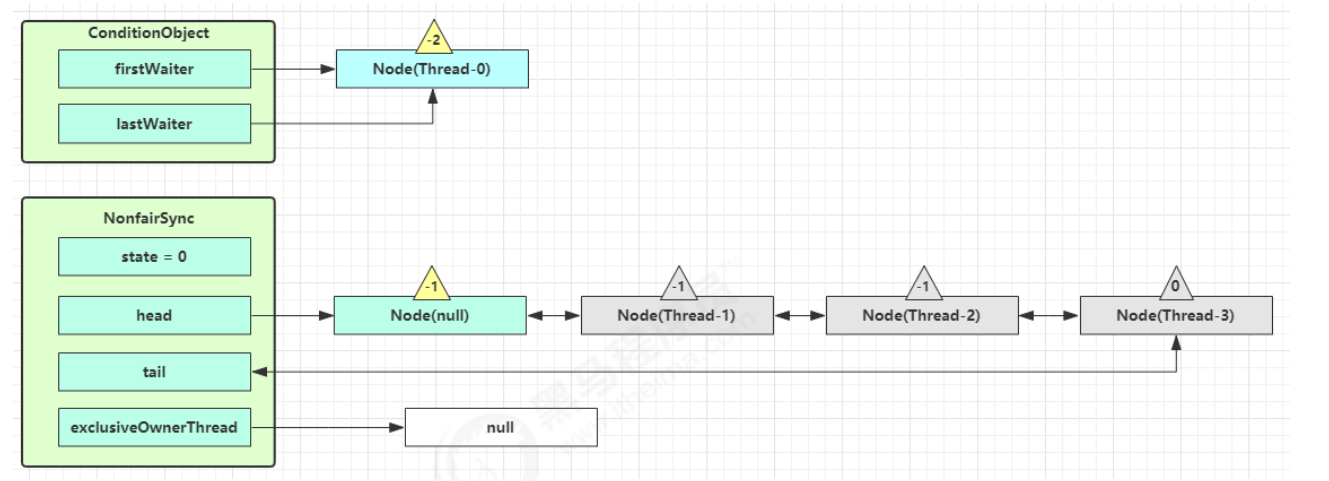 ConditionObject
-2
firstWaiter
Node(Thread-0)
lastWaiter
NonfairSync
state = 0
-1
-1
-1
0
head
Node(null)
Node(Thread-1)
Node(Thread-2)
Node(Thread-3)
tail
exclusiveOwnerThread
null
黑马程序员
www.itheima.com